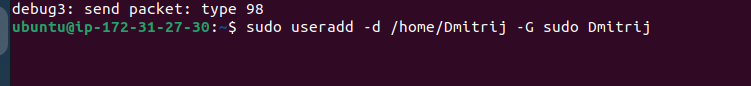 debug3: send packet: type 98
ubuntu@ip-172-31-27-30:~$ sudo useradd -d /home/Dmitrij -G sudo Dmitrij